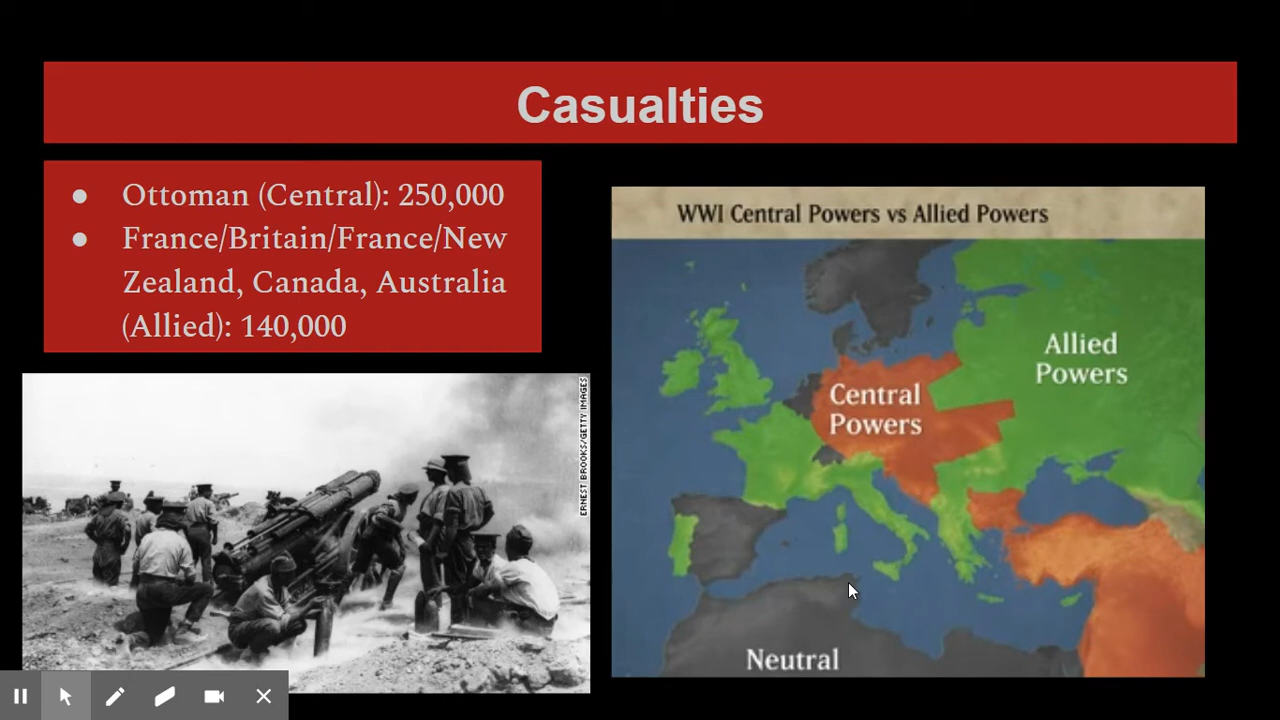 Casualties
● Ottoman (Central): 250,000
● France/Britain/France/New
Zealand, Canada, Australia
(Allied): 140,000
ERNEST BROOKS/GETTY IMAGES
WWI Central Powers vs Allied Powers
Allied
Powers
Central
Powers
Neutral